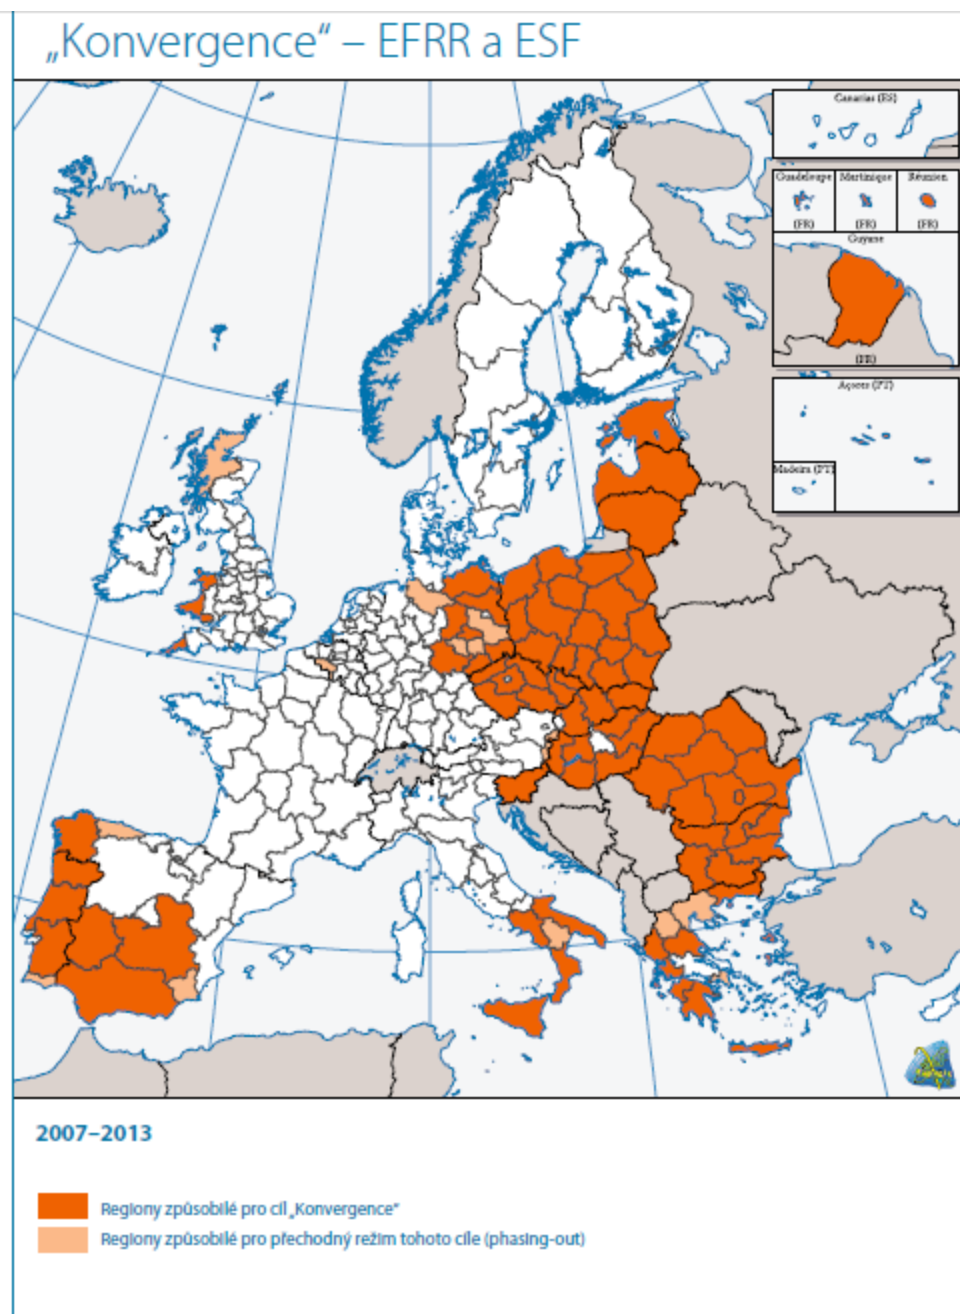 „Konvergence“ – EFRR a ESF
Canarias (ES)
Guadeloupe
Martinique
Réunion
(FR)
(FR)
(FR)
Guyane
(FR)
Açores (PT)
Madeira (PT)
2007–2013
Regiony způsobilé pro cíl „Konvergence“
Regiony způsobilé pro přechodný režim tohoto cíle (phasing-out)